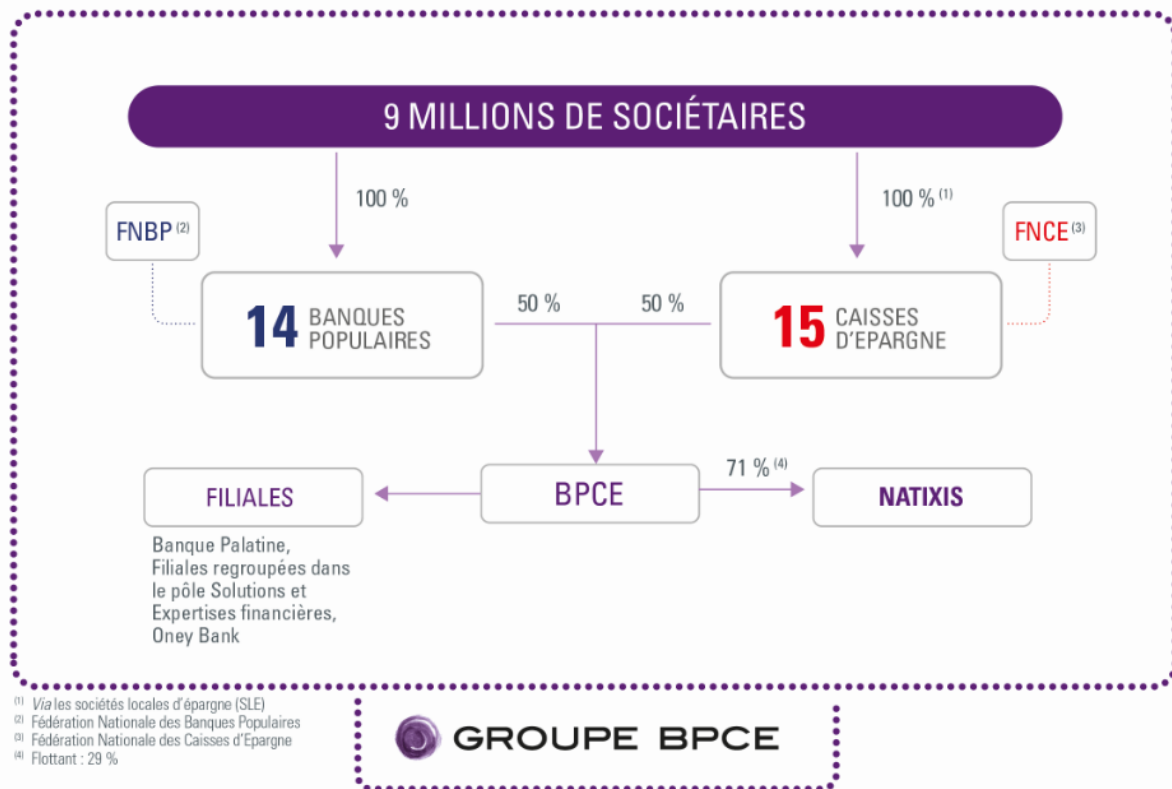 9 MILLIONS DE SOCIÉTAIRES
100 %
100 % (1)
FNBP (2)
FNCE (3)
14 BANQUES
POPULAIRES
50 %
50 %
15 CAISSES
D'EPARGNE
FILIALES
BPCE
71 % (4)
NATIXIS
Banque Palatine,
Filiales regroupées dans
le pôle Solutions et
Expertises financières,
Oney Bank
(1) Via les sociétés locales d'épargne (SLE)
(2) Fédération Nationale des Banques Populaires
(3) Fédération Nationale des Caisses d'Epargne
(4) Flottant : 29 %
GROUPE BPCE